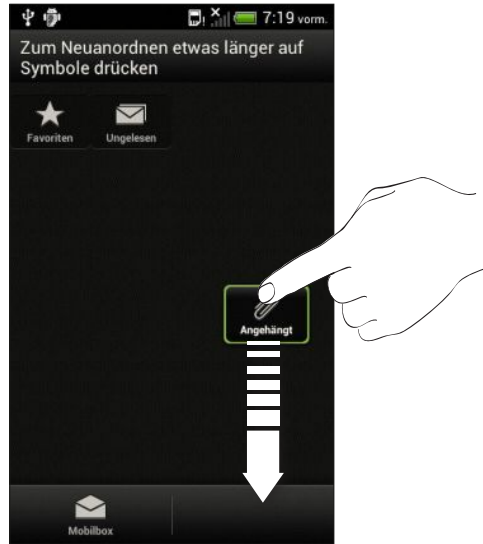 7:19 vorm.
Zum Neuanordnen etwas länger auf
Symbole drücken
Favoriten Ungelesen
Angehängt
Mobilbox